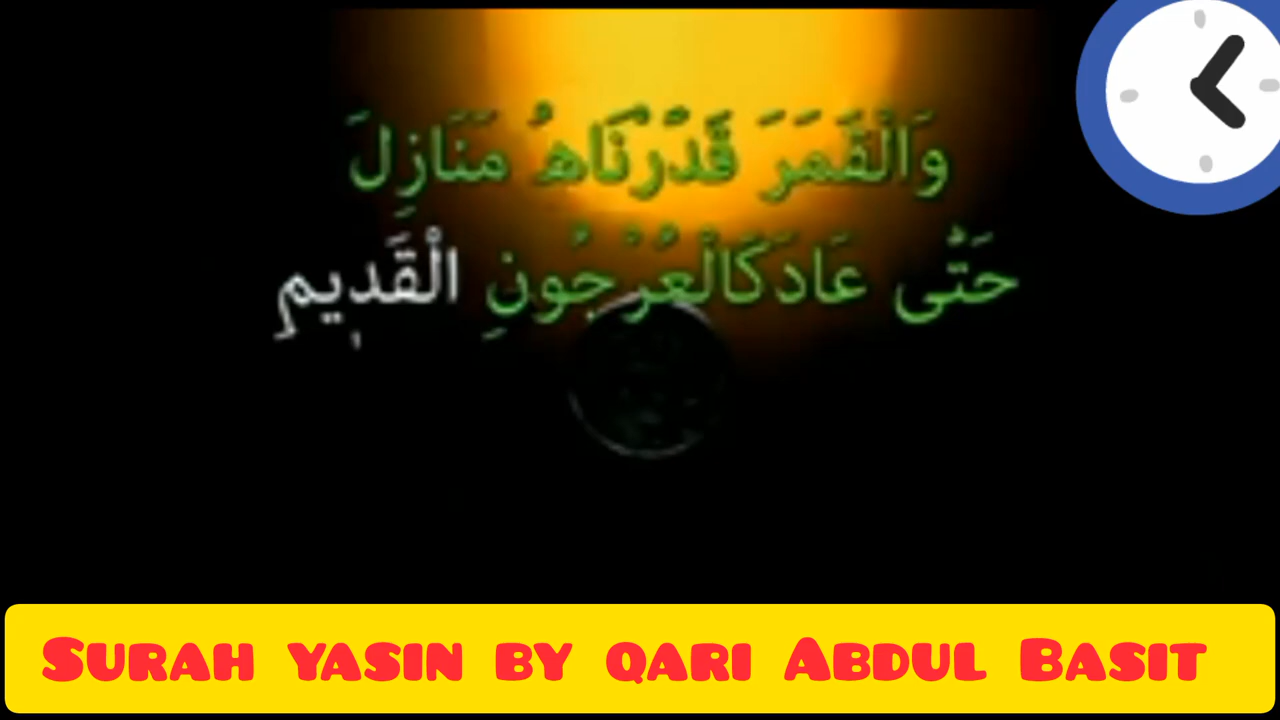 وَالْقَمَرَ قَدَّرْنَاهُ مَنَازِلَ
حَتَّى عَادَكَالْعُرْجُونِ الْقَدِيمِ
SURAH YASIN BY QARI ABDUL BASIT